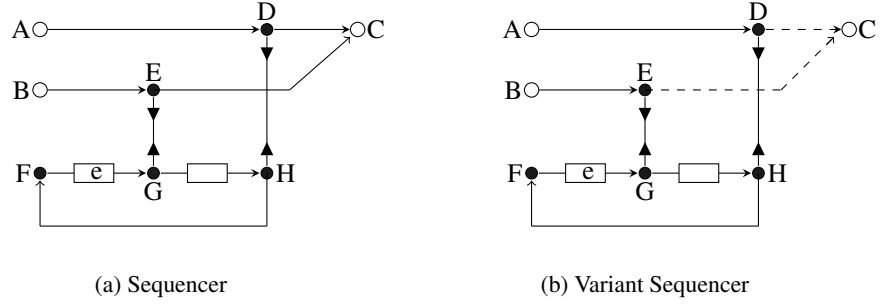 D D
A C A C
E E
B B
F e H F e H
G G
(a) Sequencer (b) Variant Sequencer